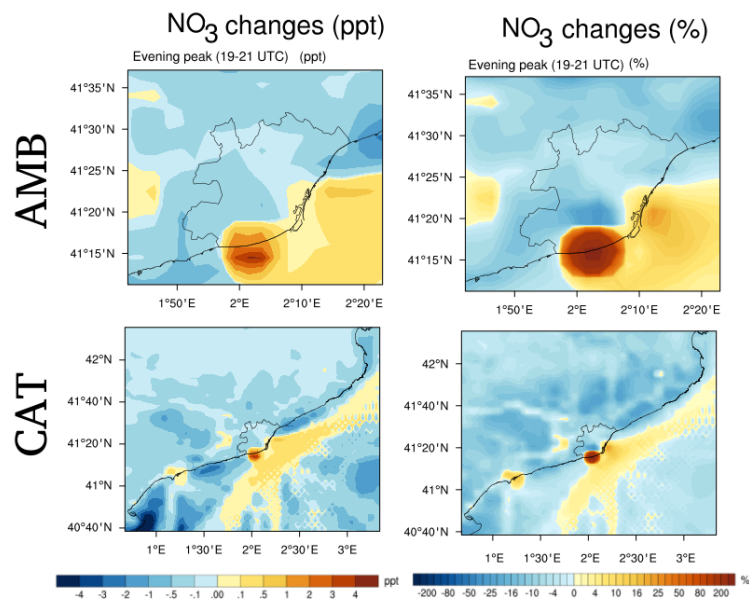 NO3 changes (ppt)
NO3 changes (%)
Evening peak (19-21 UTC) (ppt)
Evening peak (19-21 UTC) (%)
AMB
41°35'N
41°30'N
41°25'N
41°20'N
41°15'N
1°50'E 2°E 2°10'E 2°20'E
41°35'N
41°30'N
41°25'N
41°20'N
41°15'N
1°50'E 2°E 2°10'E 2°20'E
CAT
42°N
41°40'N
41°20'N
41°N
40°40'N
1°E 1°30'E 2°E 2°30'E 3°E
42°N
41°40'N
41°20'N
41°N
40°40'N
1°E 1°30'E 2°E 2°30'E 3°E
-4 -3 -2 -1 -.5 -.1 .00 .1 .5 1 2 3 4 ppt
-200 -80 -50 -16 -10 -4 0 4 10 16 50 80 200 %